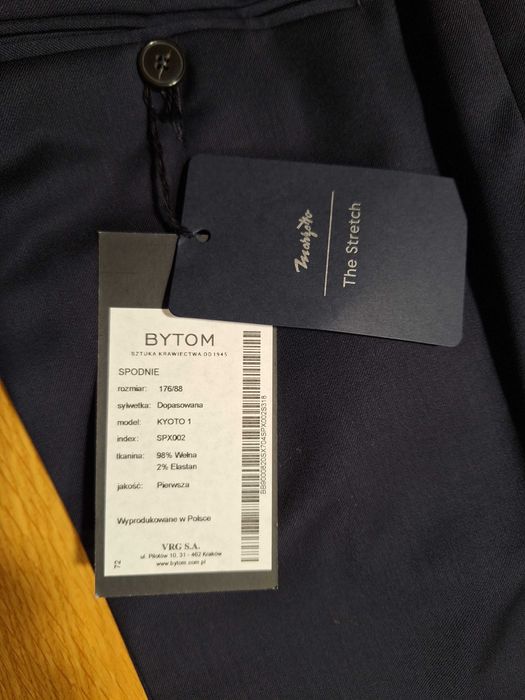 Marzotto
The Stretch
BYTOM
SZTUKA KRAWIECTWA OD 1945
SPODNIE
rozmiar: 176/88
sylwetka: Dopasowana
model: KYOTO 1
index: SPX002
tkanina: 98% Wełna
2% Elastan
jakość: Pierwsza
Wyprodukowane w Polsce
VRG S.A.
ul. Pilotów 10, 31 - 462 Kraków
www.bytom.com.pl
72